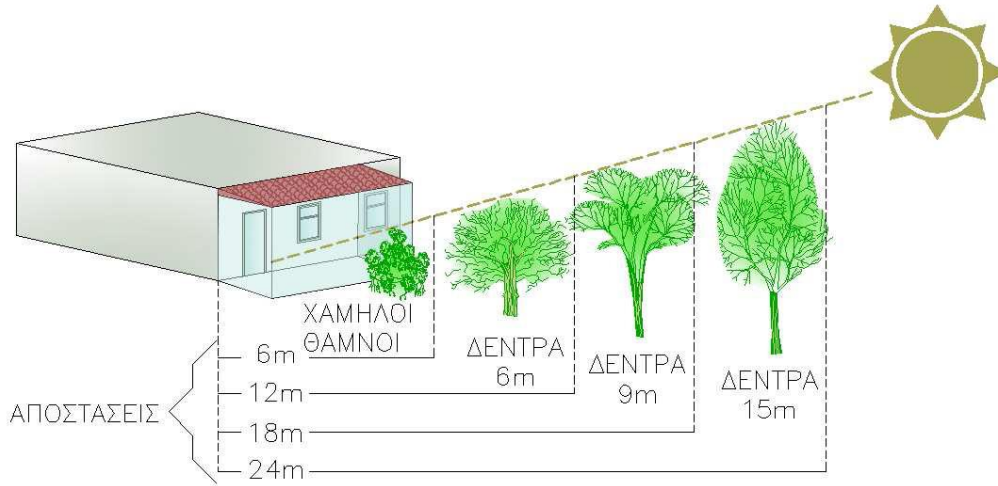 ΧΑΜΗΛΟΙ
ΘΑΜΝΟΙ
ΔΕΝΤΡΑ
6m
ΔΕΝΤΡΑ
9m
ΔΕΝΤΡΑ
15m
ΑΠΟΣΤΑΣΕΙΣ
6m
12m
18m
24m